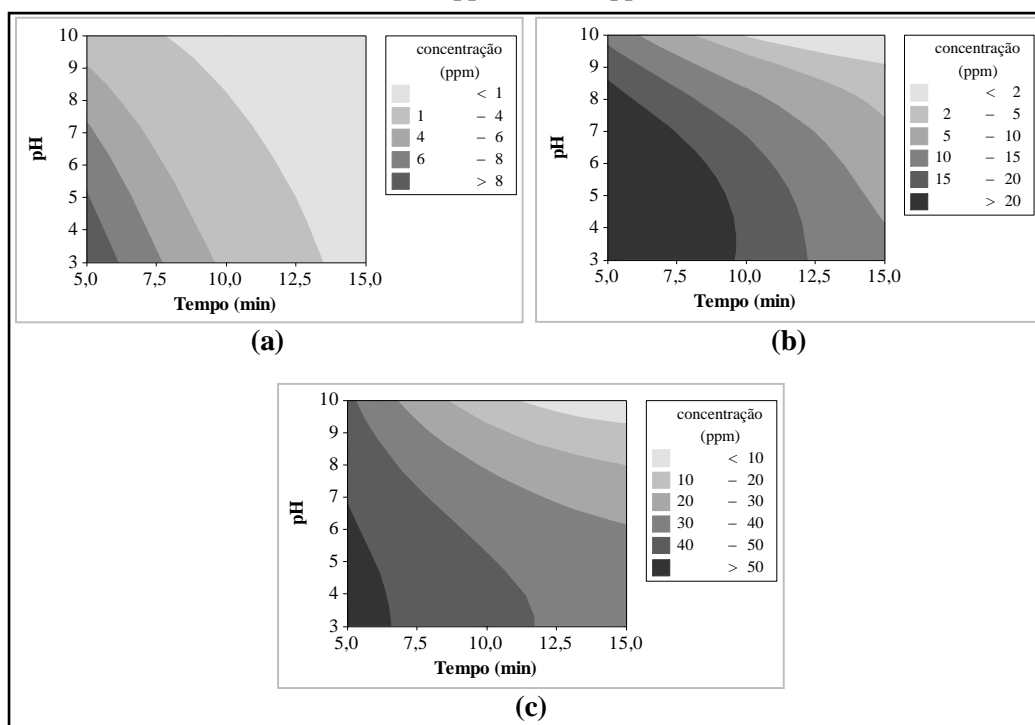 10
9
8
7
6
5
4
3
pH
5,0 7,5 10,0 12,5 15,0
Tempo (min)
concentração
(ppm)
< 1
1 – 4
4 – 6
6 – 8
> 8
(a)
10
9
8
7
6
5
4
3
pH
5,0 7,5 10,0 12,5 15,0
Tempo (min)
concentração
(ppm)
< 2
2 – 5
5 – 10
10 – 15
15 – 20
> 20
(b)
10
9
8
7
6
5
4
3
pH
5,0 7,5 10,0 12,5 15,0
Tempo (min)
concentração
(ppm)
< 10
10 – 20
20 – 30
30 – 40
40 – 50
> 50
(c)